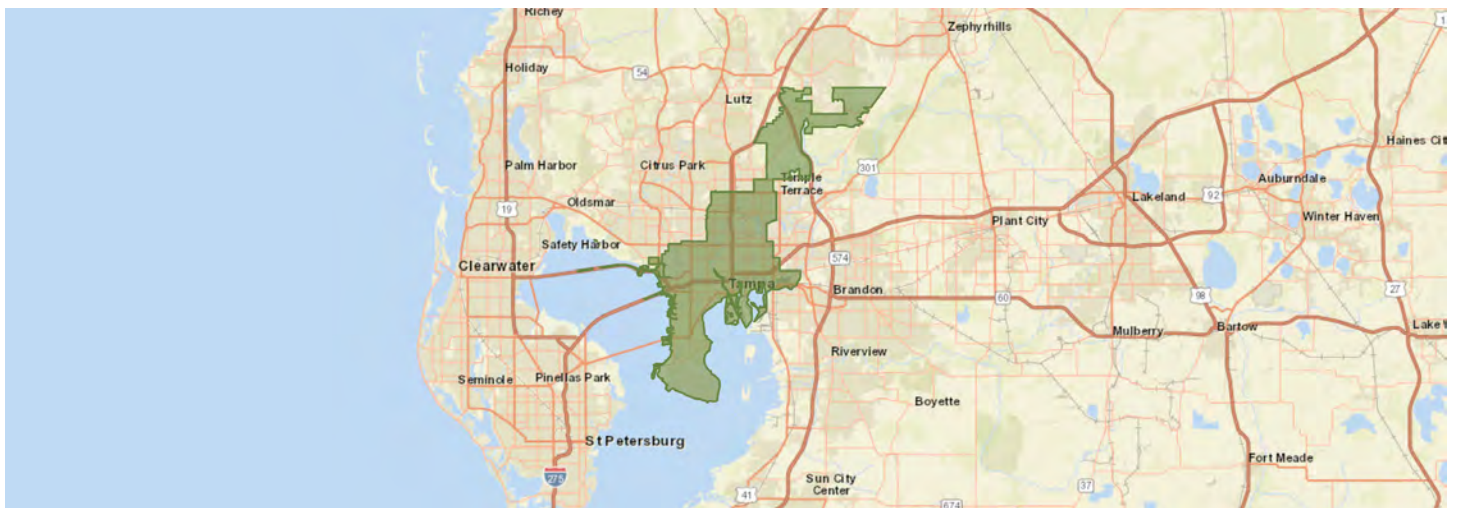 Richey
Zephyrhills
Holiday
54
Lutz
Haines Cit
Palm Harbor
Citrus Park
301
Temple
Terrace
Auburndale
Lakeland
92
Oldsmar
19
Plant City
Winter Haven
Safety Harbor
574
Clearwater
Tampa
Brandon
60
98
27
Mulberry
Bartow
Lake
Riverview
Seminole
Pinellas Park
Boyette
St Petersburg
Fort Meade
275
Sun City
Center
37
41
674